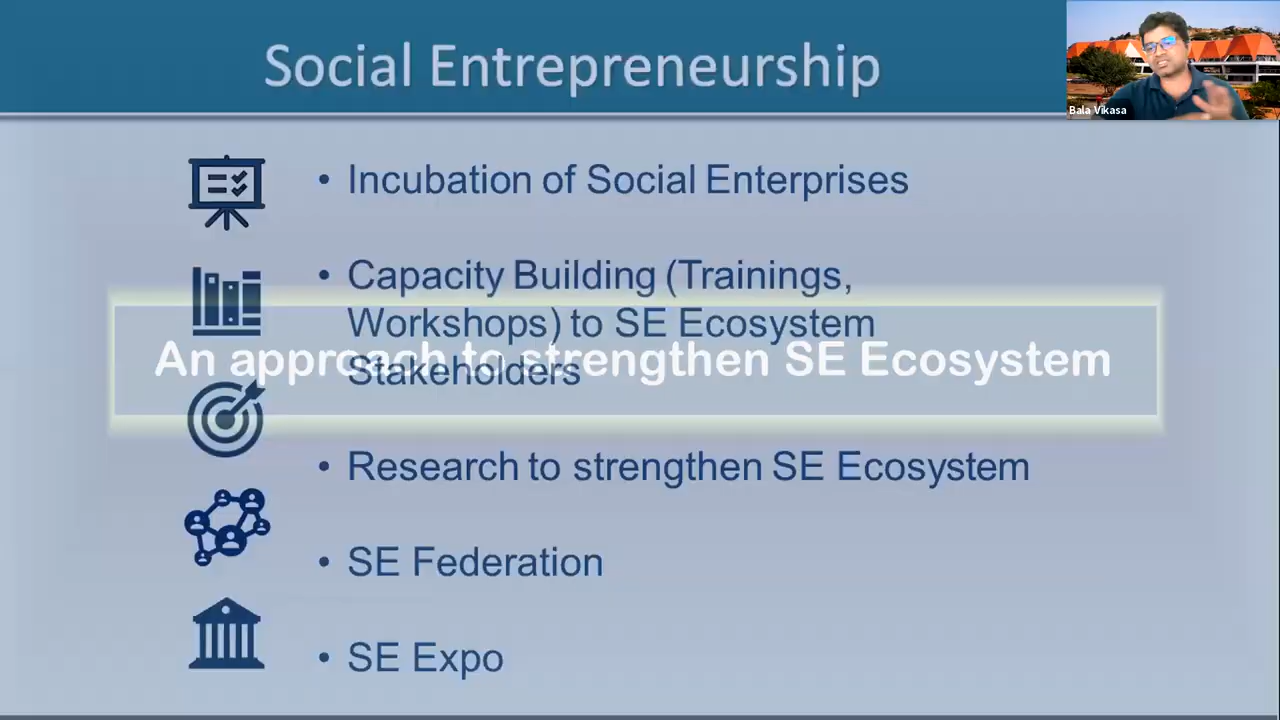 Social Entrepreneurship
Bala Vikasa
• Incubation of Social Enterprises
• Capacity Building (Trainings,
Workshops) to SE Ecosystem
Stakeholders
An approach to strengthen SE Ecosystem
• Research to strengthen SE Ecosystem
• SE Federation
• SE Expo